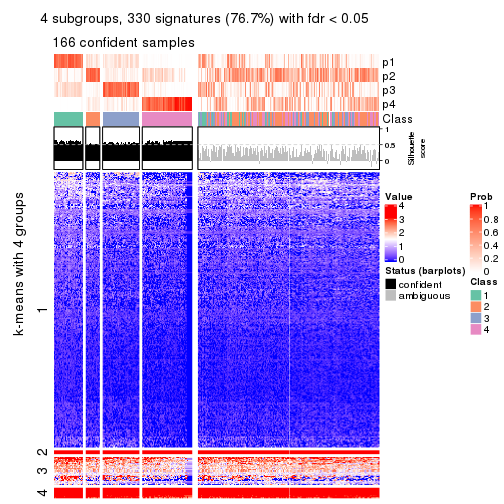 4 subgroups, 330 signatures (76.7%) with fdr < 0.05
166 confident samples
p1
p2
p3
p4
Class
1
0.5
0
Silhouette
score
k-means with 4 groups
1
2
3
4
Value
4
3
2
1
0
Status (barplots)
confident
ambiguous
Prob
1
0.8
0.6
0.4
0.2
0
Class
1
2
3
4